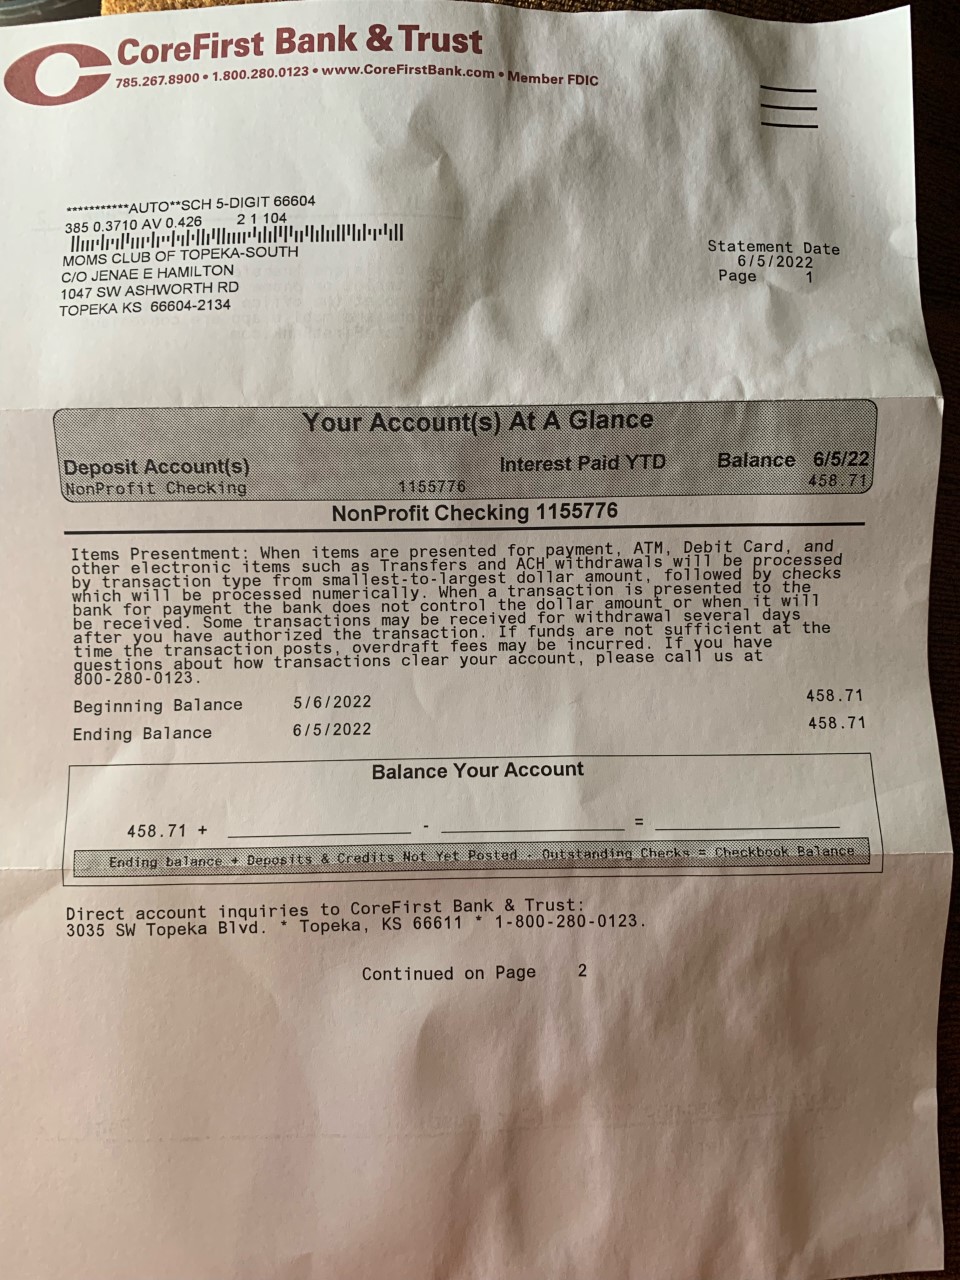 CoreFirst Bank & Trust
785.267.8900 • 1.800.280.0123 • www.CoreFirstBank.com • Member FDIC
***********AUTO**SCH 5-DIGIT 66604
385 0.3710 AV 0.426 2 1 104
MOMS CLUB OF TOPEKA-SOUTH
C/O JENAE E HAMILTON
1047 SW ASHWORTH RD
TOPEKA KS 66604-2134
Statement Date
6/5/2022
Page 1
Your Account(s) At A Glance
Deposit Account(s) Interest Paid YTD Balance 6/5/22
NonProfit Checking 1155776 458.71
NonProfit Checking 1155776
Items Presentment: When items are presented for payment, ATM, Debit Card, and
other electronic items such as Transfers and ACH withdrawals will be processed
by transaction type from smallest-to-largest dollar amount, followed by checks
which will be processed numerically. When a transaction is presented to the
bank for payment the bank does not control the dollar amount or when it will
be received. Some transactions may be received for withdrawal several days
after you have authorized the transaction. If funds are not sufficient at the
time the transaction posts, overdraft fees may be incurred. If you have
questions about how transactions clear your account, please call us at
800-280-0123.
Beginning Balance 5/6/2022 458.71
Ending Balance 6/5/2022 458.71
Balance Your Account
458.71 + - =
Ending balance + Deposits & Credits Not Yet Posted - Outstanding Checks = Checkbook Balance
Direct account inquiries to CoreFirst Bank & Trust:
3035 SW Topeka Blvd. * Topeka, KS 66611 * 1-800-280-0123.
Continued on Page 2